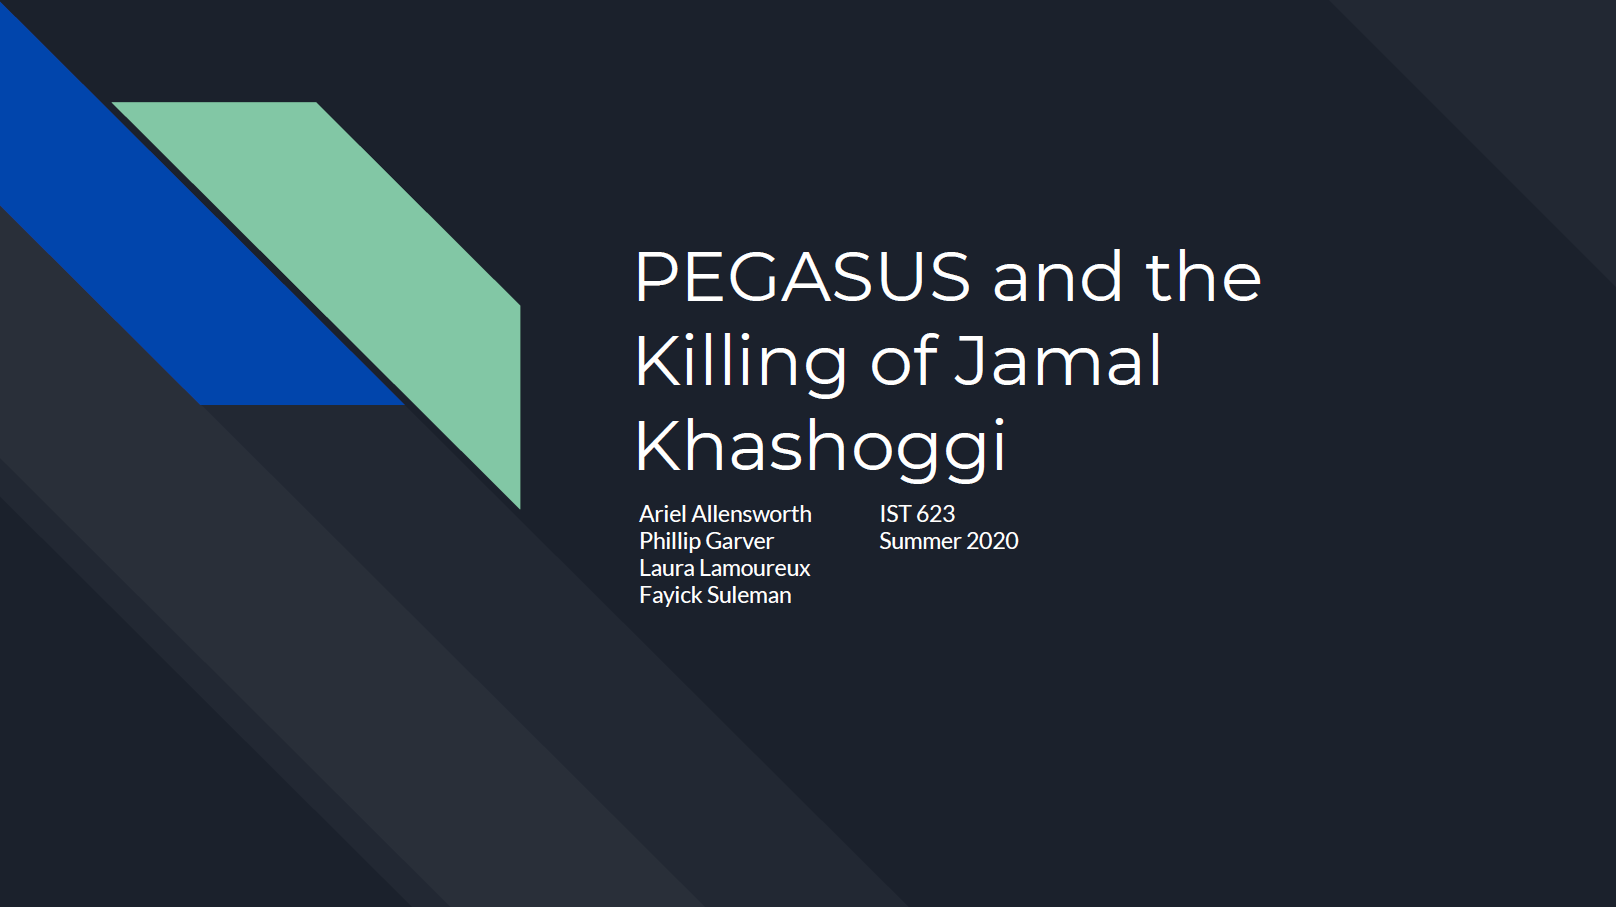 PEGASUS and the
Killing of Jamal
Khashoggi
Ariel Allensworth
Phillip Garver
Laura Lamoureux
Fayick Suleman
IST 623
Summer 2020